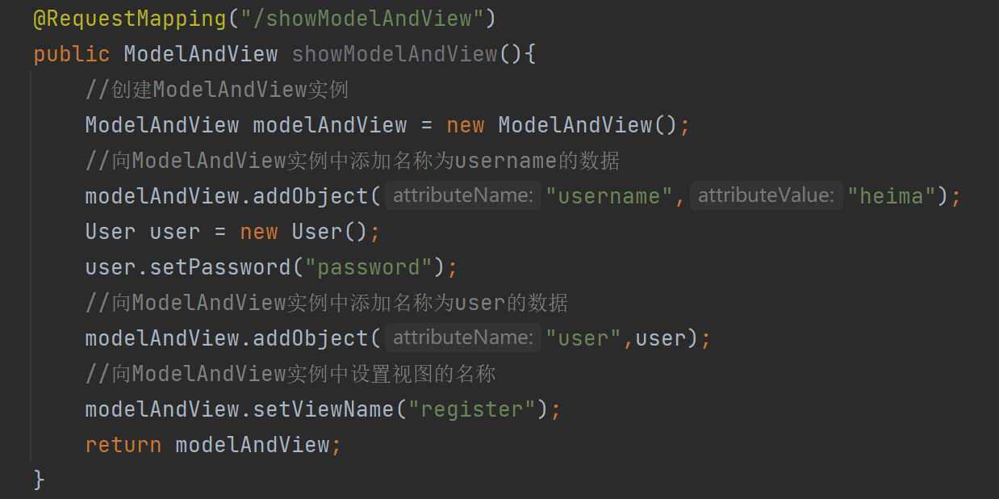 @RequestMapping("/showModelAndView")
public ModelAndView showModelAndView(){
//创建ModelAndView实例
ModelAndView modelAndView = new ModelAndView();
//向ModelAndView实例中添加名称为username的数据
modelAndView.addObject( attributeName: "username", attributeValue: "heima");
User user = new User();
user.setPassword("password");
//向ModelAndView实例中添加名称为user的数据
modelAndView.addObject( attributeName: "user",user);
//向ModelAndView实例中设置视图的名称
modelAndView.setViewName("register");
return modelAndView;
}